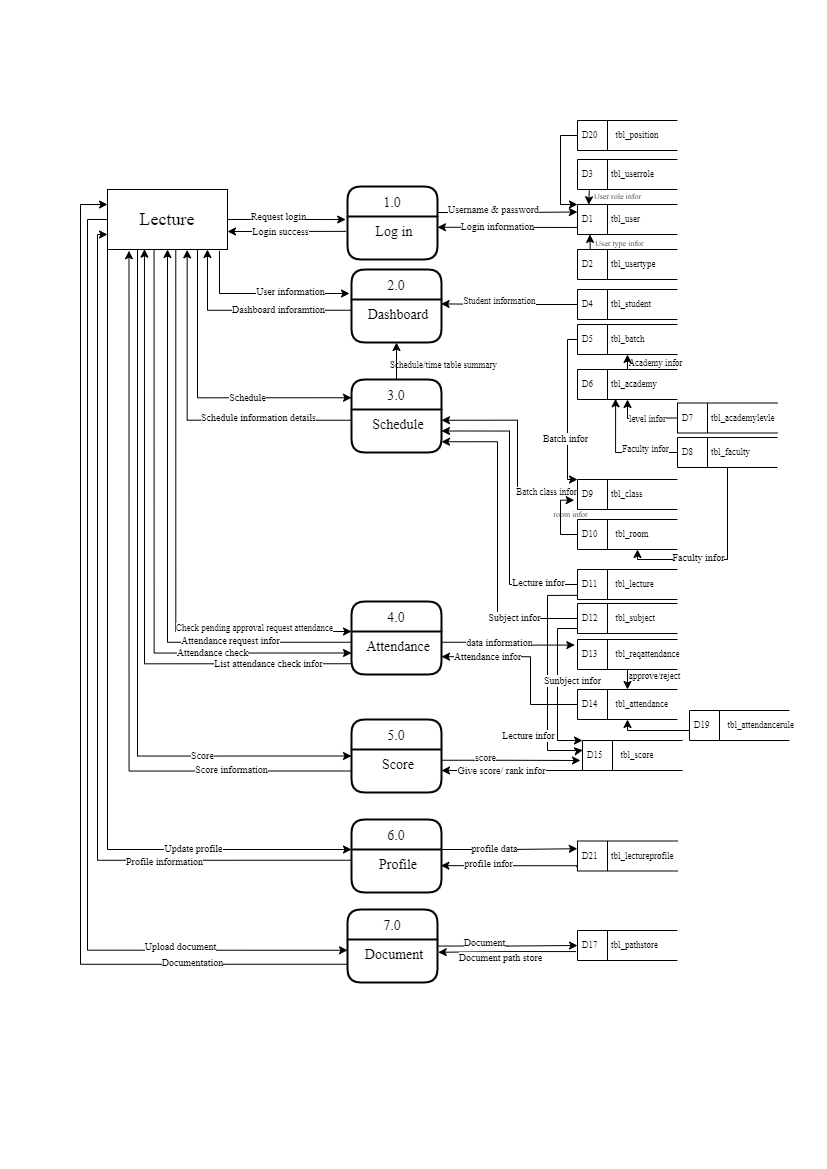 D20 tbl_position
D3 tbl_userrole
User role infor
Lecture
1.0
Log in
Request login
Login success
Username & password
Login information
D1 tbl_user
User type infor
D2 tbl_usertype
2.0
Dashboard
User information
Dashboard inforamtion
Student information
D4 tbl_student
D5 tbl_batch
Academy infor
Schedule/time table summary
D6 tbl_academy
3.0
Schedule
Schedule
Schedule information details
level infor
D7 tbl_academylevle
Faculty infor
D8 tbl_faculty
Batch infor
Batch class infor
D9 tbl_class
room infor
D10 tbl_room
Faculty infor
Lecture infor
D11 tbl_lecture
Subject infor
D12 tbl_subject
4.0
Attendance
Check pending approval request attendance
Attendance request infor
Attendance check
List attendance check infor
data information
Attendance infor
D13 tbl_reqattendance
approve/reject
Sunbject infor
D14 tbl_attendance
D19 tbl_attendancerule
Lecture infor
5.0
Score
Score
Score information
score
Give score/ rank infor
D15 tbl_score
6.0
Profile
Update profile
Profile information
profile data
profile infor
D21 tbl_lectureprofile
7.0
Document
Upload document
Documentation
Document
Document path store
D17 tbl_pathstore